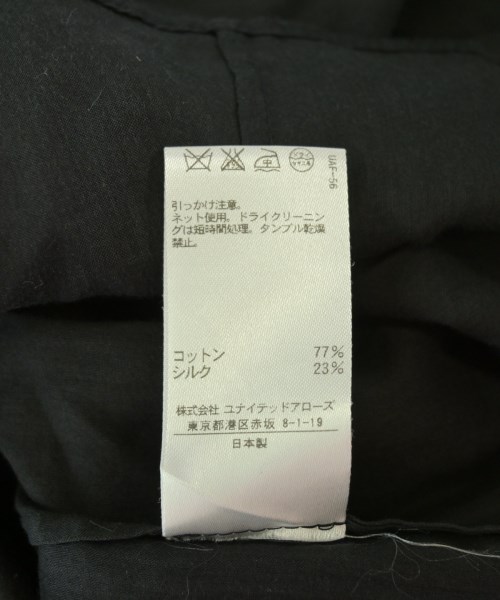 UAF-56
中
引っかけ注意。
ネット使用。ドライクリーニン
グは短時間処理。タンブル乾燥
禁止。
コットン 77%
シルク 23%
株式会社 ユナイテッドアローズ
東京都港区赤坂 8-1-19
日本製